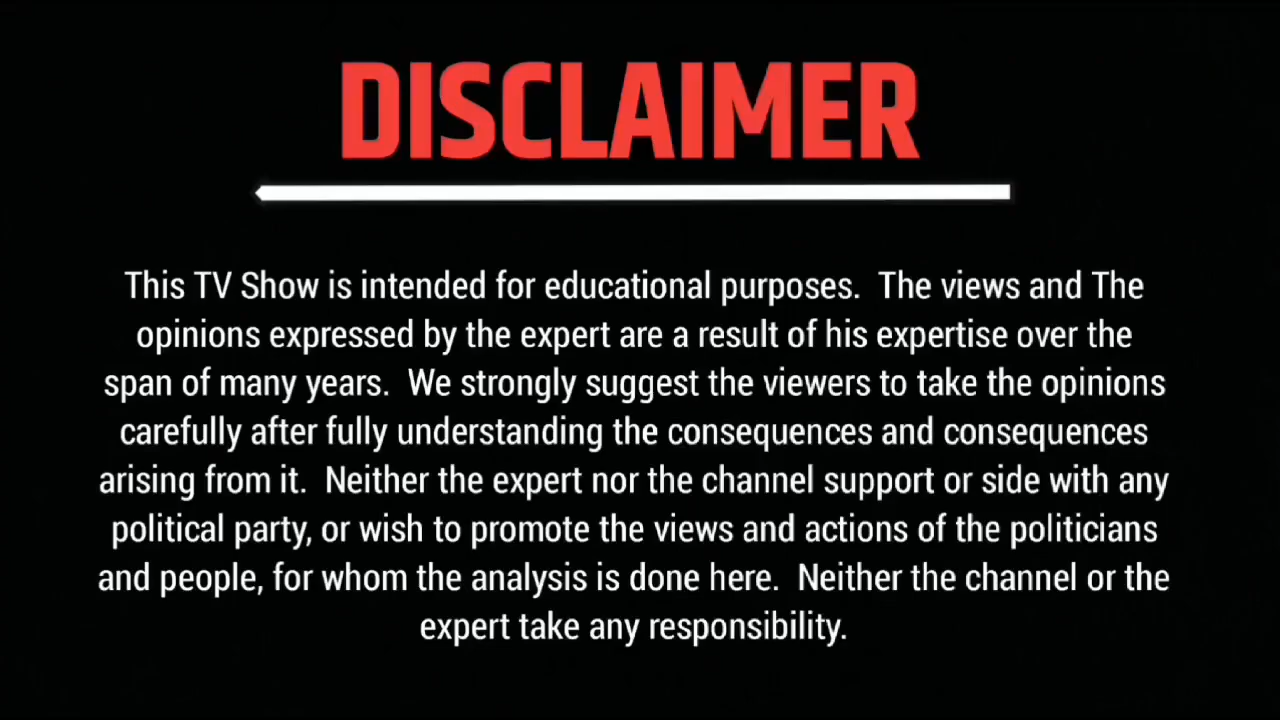 DISCLAIMER
This TV Show is intended for educational purposes.  The views and The
opinions expressed by the expert are a result of his expertise over the
span of many years.  We strongly suggest the viewers to take the opinions
carefully after fully understanding the consequences and consequences
arising from it.  Neither the expert nor the channel support or side with any
political party, or wish to promote the views and actions of the politicians
and people, for whom the analysis is done here.  Neither the channel or the
expert take any responsibility.